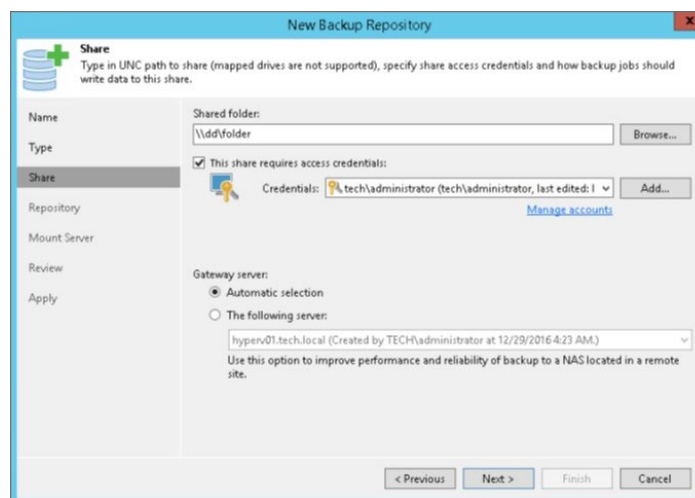 New Backup Repository
x
Share
Type in UNC path to share (mapped drives are not supported), specify share access credentials and how backup jobs should
write data to this share.
Name
Type
Share
Repository
Mount Server
Review
Apply
Shared folder:
\\dd\folder
Browse...
This share requires access credentials:
Credentials:
tech\administrator (tech\administrator, last edited: l
Add...
Manage accounts
Gateway server:
Automatic selection
The following server:
hyperv01.tech.local (Created by TECH\administrator at 12/29/2016 4:23 AM.)
Use this option to improve performance and reliability of backup to a NAS located in a remote
site.
< Previous
Next >
Finish
Cancel